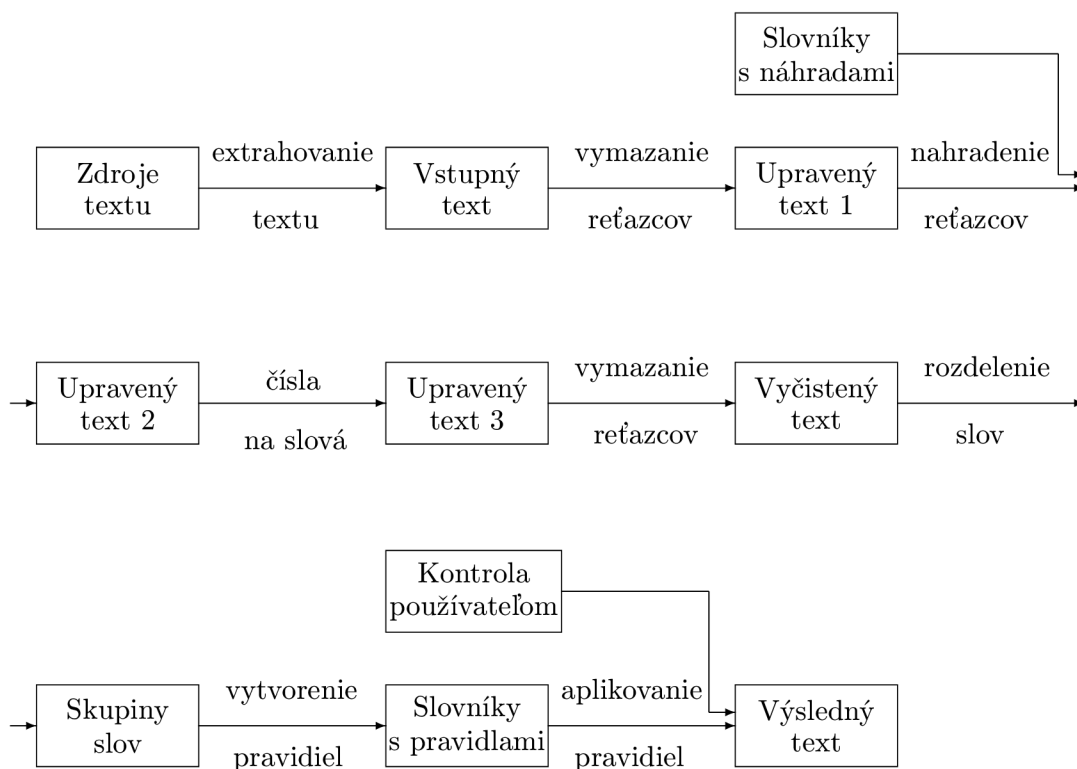 Slovníky
s náhradami
Zdroje
textu
extrahovanie
textu
Vstupný
text
vymazanie
reťazcov
Upravený
text 1
nahradenie
reťazcov
Upravený
text 2
čísla
na slová
Upravený
text 3
vymazanie
reťazcov
Vyčistený
text
rozdelenie
slov
Kontrola
používateľom
Skupiny
slov
vytvorenie
pravidiel
Slovníky
s pravidlami
aplikovanie
pravidiel
Výsledný
text